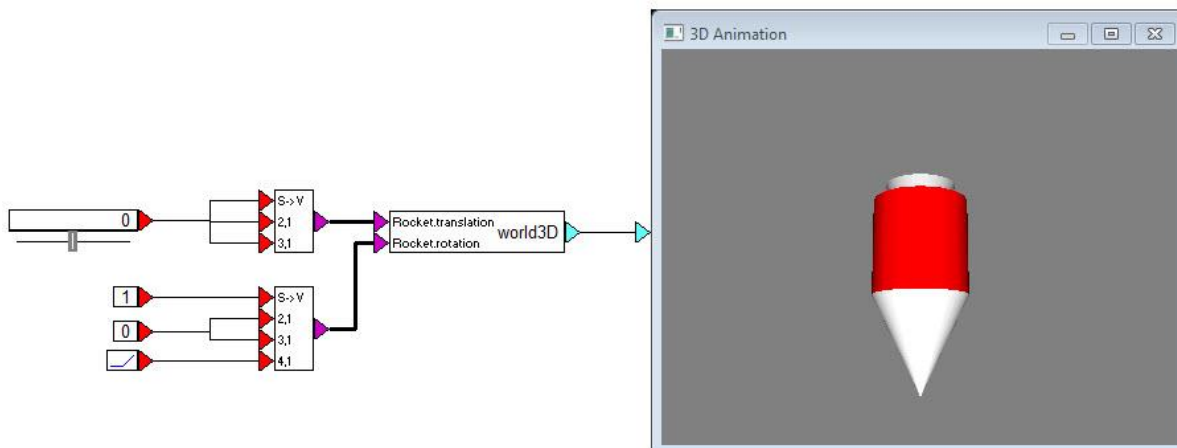 3D Animation
0
S->V
2,1
3,1
Rocket.translation
Rocket.rotation
world3D
1
0
S->V
2,1
3,1
4,1